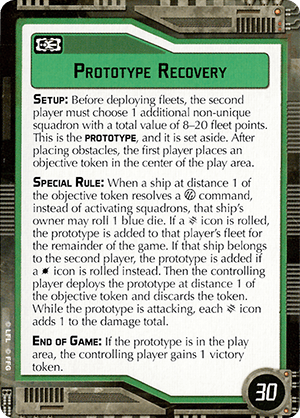 PROTOTYPE RECOVERY
SETUP: Before deploying fleets, the second
player must choose 1 additional non-unique
squadron with a total value of 8–20 fleet points.
This is the PROTOTYPE, and it is set aside. After
placing obstacles, the first player places an
objective token in the center of the play area.
SPECIAL RULE: When a ship at distance 1 of
the objective token resolves a command,
instead of activating squadrons, that ship's
owner may roll 1 blue die. If a icon is rolled,
the prototype is added to that player's fleet for
the remainder of the game. If that ship belongs
to the second player, the prototype is added if
a icon is rolled instead. Then the controlling
player deploys the prototype at distance 1 of
the objective token and discards the token.
While the prototype is attacking, each icon
adds 1 to the damage total.
END OF GAME: If the prototype is in the play
area, the controlling player gains 1 victory
token.
© LFL © FFG
30